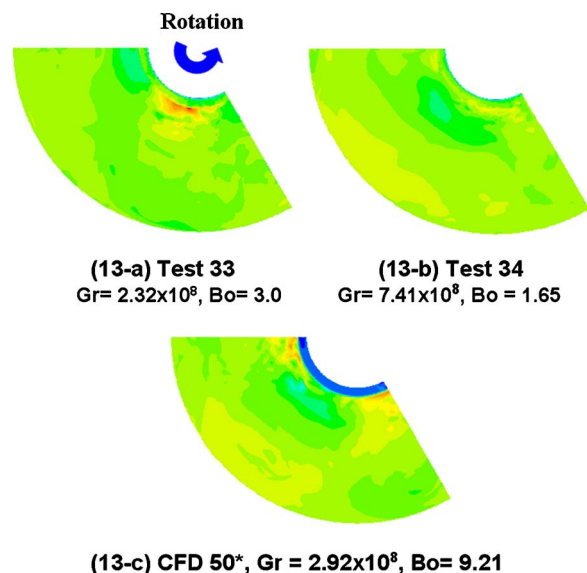 Rotation
(13-a) Test 33
Gr= 2.32x10⁸, Bo= 3.0
(13-b) Test 34
Gr= 7.41x10⁸, Bo = 1.65
(13-c) CFD 50*, Gr = 2.92x10⁸, Bo= 9.21